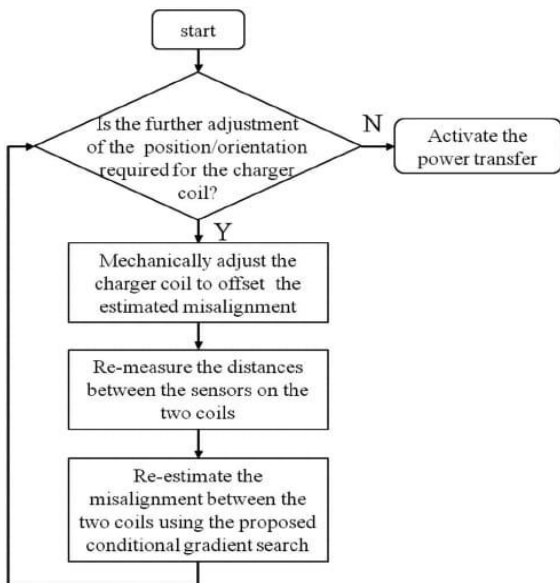 start
Is the further adjustment
of the position/orientation
required for the charger
coil?
N
Activate the
power transfer
Y
Mechanically adjust the
charger coil to offset the
estimated misalignment
Re-measure the distances
between the sensors on the
two coils
Re-estimate the
misalignment between the
two coils using the proposed
conditional gradient search